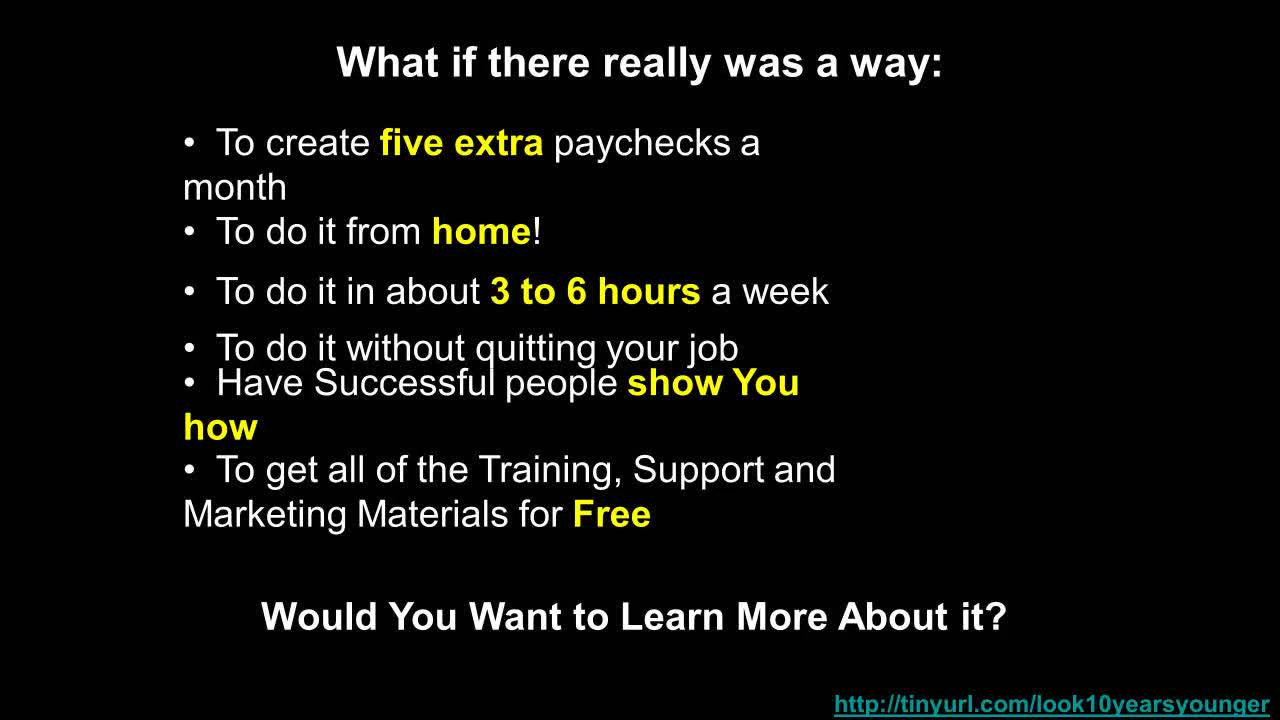 What if there really was a way:
• To create five extra paychecks a
month
• To do it from home!
• To do it in about 3 to 6 hours a week
• To do it without quitting your job
• Have Successful people show You
how
• To get all of the Training, Support and
Marketing Materials for Free
Would You Want to Learn More About it?
http://tinyurl.com/look10yearsyounger